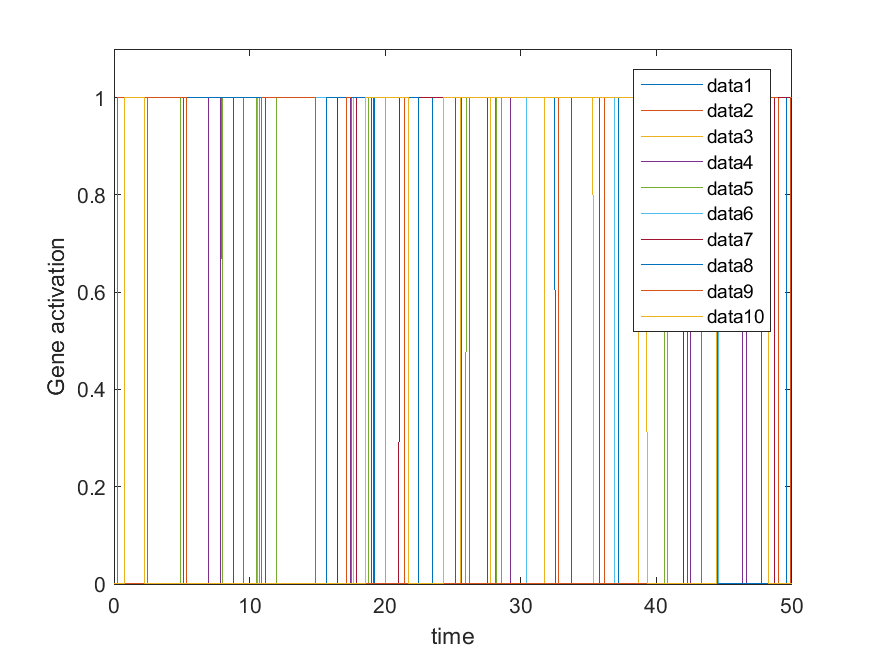 1
0.8
0.6
0.4
0.2
0
Gene activation
0 10 20 30 40 50
time
data1
data2
data3
data4
data5
data6
data7
data8
data9
data10